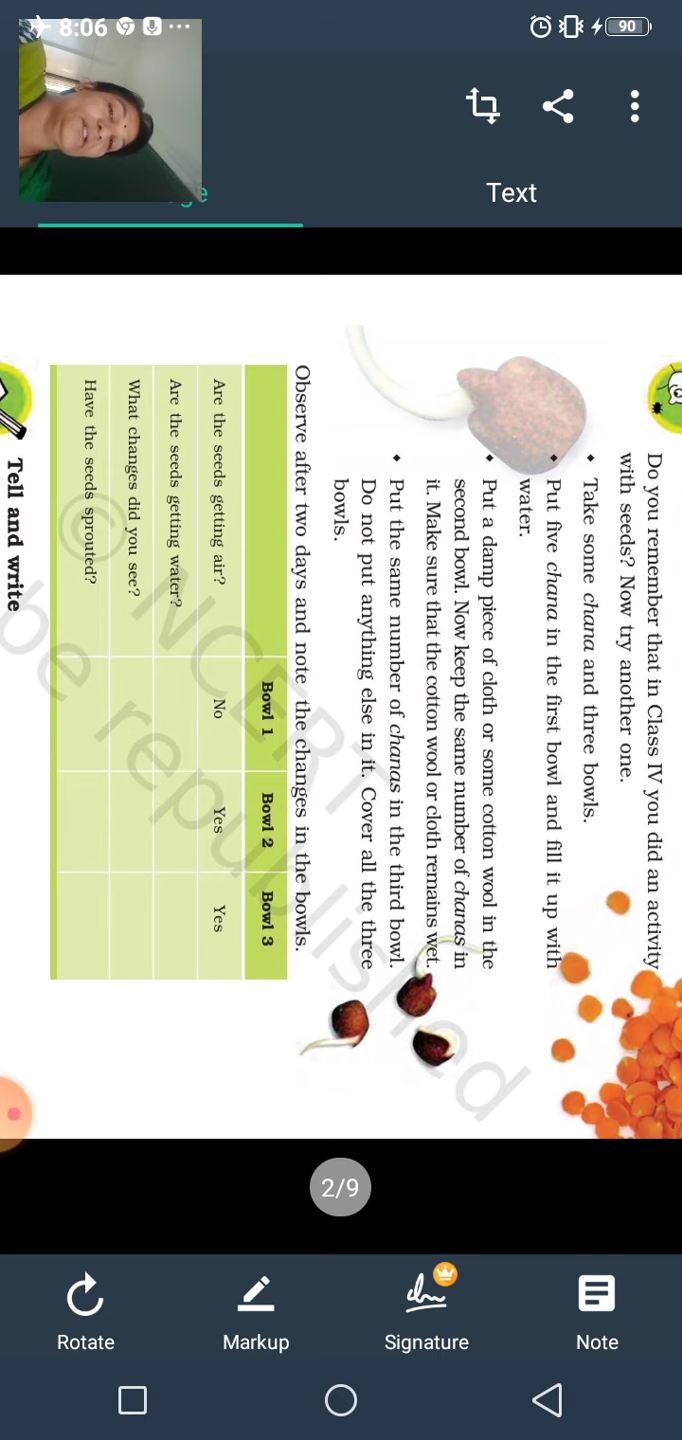 8:06
90
ge
Text
Do you remember that in Class IV you did an activity
with seeds? Now try another one.
• Take some chana and three bowls.
• Put five chana in the first bowl and fill it up with
water.
• Put a damp piece of cloth or some cotton wool in the
second bowl. Now keep the same number of chanas in
it. Make sure that the cotton wool or cloth remains wet.
• Put the same number of chanas in the third bowl.
Do not put anything else in it. Cover all the three
bowls.
Observe after two days and note the changes in the bowls.
Bowl 1 Bowl 2 Bowl 3
Are the seeds getting air? No Yes Yes
Are the seeds getting water?
What changes did you see?
Have the seeds sprouted?
© NCERT
be republished
Tell and write
2/9
Rotate
Markup
Signature
Note